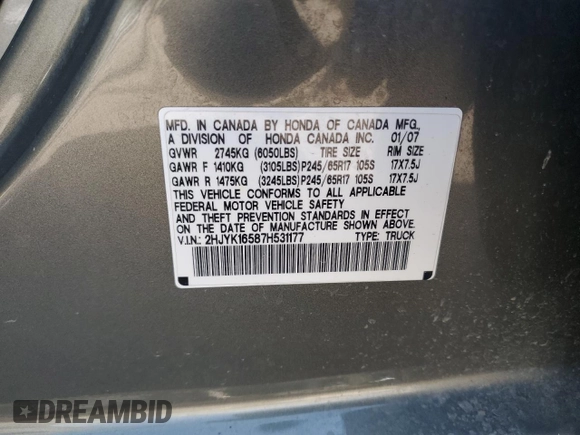 MFD. IN CANADA BY HONDA OF CANADA MFG.,
A DIVISION OF HONDA CANADA INC. 01/07
GVWR 2745KG (6050LBS) TIRE SIZE RIM SIZE
GAWR F 1410KG (3105LBS) P245/65R17 105S 17X7.5J
GAWR R 1475KG (3245LBS) P245/65R17 105S 17X7.5J
THIS VEHICLE CONFORMS TO ALL APPLICABLE
FEDERAL MOTOR VEHICLE SAFETY
AND THEFT PREVENTION STANDARDS IN EFFECT
ON THE DATE OF MANUFACTURE SHOWN ABOVE.
V.I.N.: 2HJYK16587H531177 TYPE: TRUCK
DREAMBID